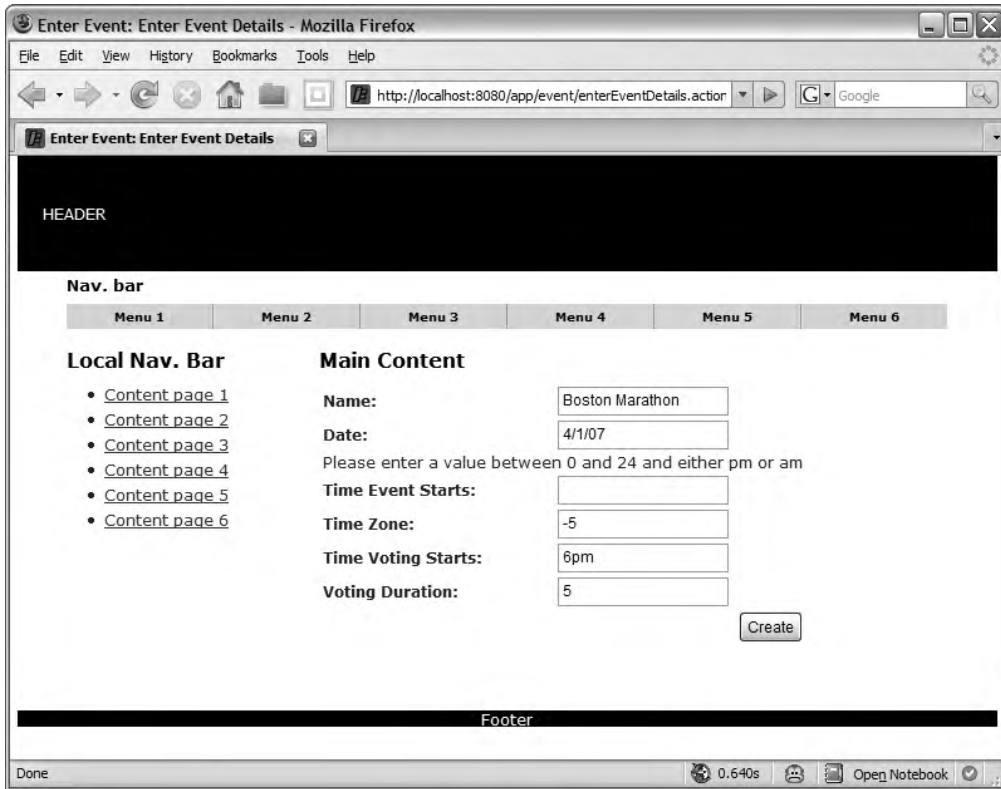 Enter Event: Enter Event Details - Mozilla Firefox
File Edit View History Bookmarks Tools Help
http://localhost:8080/app/event/enterEventDetails.action G Google
Enter Event: Enter Event Details
HEADER
Nav. bar
Menu 1 Menu 2 Menu 3 Menu 4 Menu 5 Menu 6
Local Nav. Bar
Content page 1
Content page 2
Content page 3
Content page 4
Content page 5
Content page 6
Main Content
Name: Boston Marathon
Date: 4/1/07
Please enter a value between 0 and 24 and either pm or am
Time Event Starts:
Time Zone: -5
Time Voting Starts: 6pm
Voting Duration: 5
Create
Footer
Done 0.640s Open Notebook